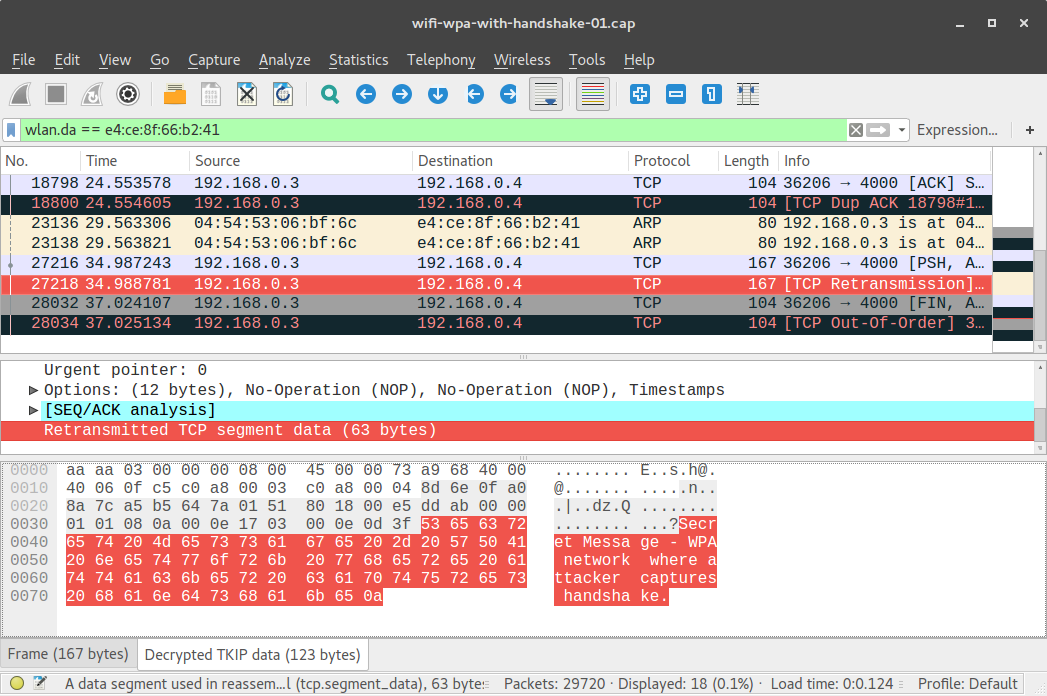 wifi-wpa-with-handshake-01.cap
File Edit View Go Capture Analyze Statistics Telephony Wireless Tools Help
wlan.da == e4:ce:8f:66:b2:41 Expression... +
No. Time Source Destination Protocol Length Info
18798 24.553578 192.168.0.3 192.168.0.4 TCP 104 36206 → 4000 [ACK] S…
18800 24.554605 192.168.0.3 192.168.0.4 TCP 104 [TCP Dup ACK 18798#1…
23136 29.563306 04:54:53:06:bf:6c e4:ce:8f:66:b2:41 ARP 80 192.168.0.3 is at 04…
23138 29.563821 04:54:53:06:bf:6c e4:ce:8f:66:b2:41 ARP 80 192.168.0.3 is at 04…
27216 34.987243 192.168.0.3 192.168.0.4 TCP 167 36206 → 4000 [PSH, A…
27218 34.988781 192.168.0.3 192.168.0.4 TCP 167 [TCP Retransmission]…
28032 37.024107 192.168.0.3 192.168.0.4 TCP 104 36206 → 4000 [FIN, A…
28034 37.025134 192.168.0.3 192.168.0.4 TCP 104 [TCP Out-Of-Order] 3…
Urgent pointer: 0
Options: (12 bytes), No-Operation (NOP), No-Operation (NOP), Timestamps
[SEQ/ACK analysis]
Retransmitted TCP segment data (63 bytes)
0000 aa aa 03 00 00 00 08 00 45 00 00 73 a9 68 40 00 ........ E..s.h@.
0010 40 06 0f c5 c0 a8 00 03 c0 a8 00 04 8d 6e 0f a0 @....... .....n..
0020 8a 7c a5 b5 64 7a 01 51 80 18 00 e5 dd ab 00 00 .|..dz.Q ........
0030 01 01 08 0a 00 0e 17 03 00 0e 0d 3f 53 65 63 72 ........ ...?Secr
0040 65 74 20 4d 65 73 73 61 67 65 20 2d 20 57 50 41 et Messa ge - WPA
0050 20 6e 65 74 77 6f 72 6b 20 77 68 65 72 65 20 61 network where a
0060 74 74 61 63 6b 65 72 20 63 61 70 74 75 72 65 73 ttacker captures
0070 20 68 61 6e 64 73 68 61 6b 65 0a handsha ke.
Frame (167 bytes) Decrypted TKIP data (123 bytes)
A data segment used in reassem…l (tcp.segment_data), 63 byte Packets: 29720 · Displayed: 18 (0.1%) · Load time: 0:0.124 Profile: Default